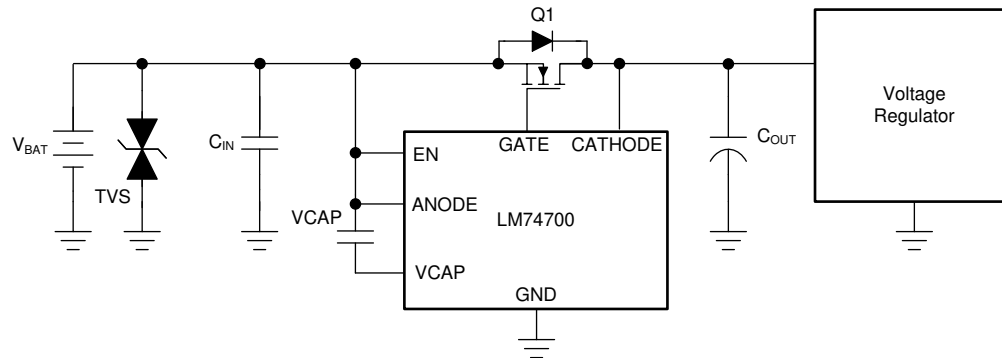 Q1
Voltage
Regulator
V_BAT
TVS
C_IN
VCAP
EN
ANODE
VCAP
GATE
CATHODE
LM74700
GND
C_OUT